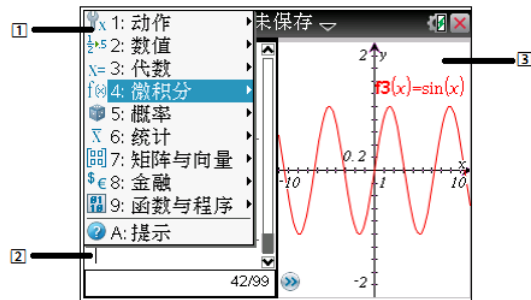 1
1: 动作
2: 数值
3: 代数
4: 微积分
5: 概率
6: 统计
7: 矩阵与向量
8: 金融
9: 函数与程序
A: 提示
2
42/99
未保存
3
2 y
f3(x)=sin(x)
0.2
x
-10
1
10
-2